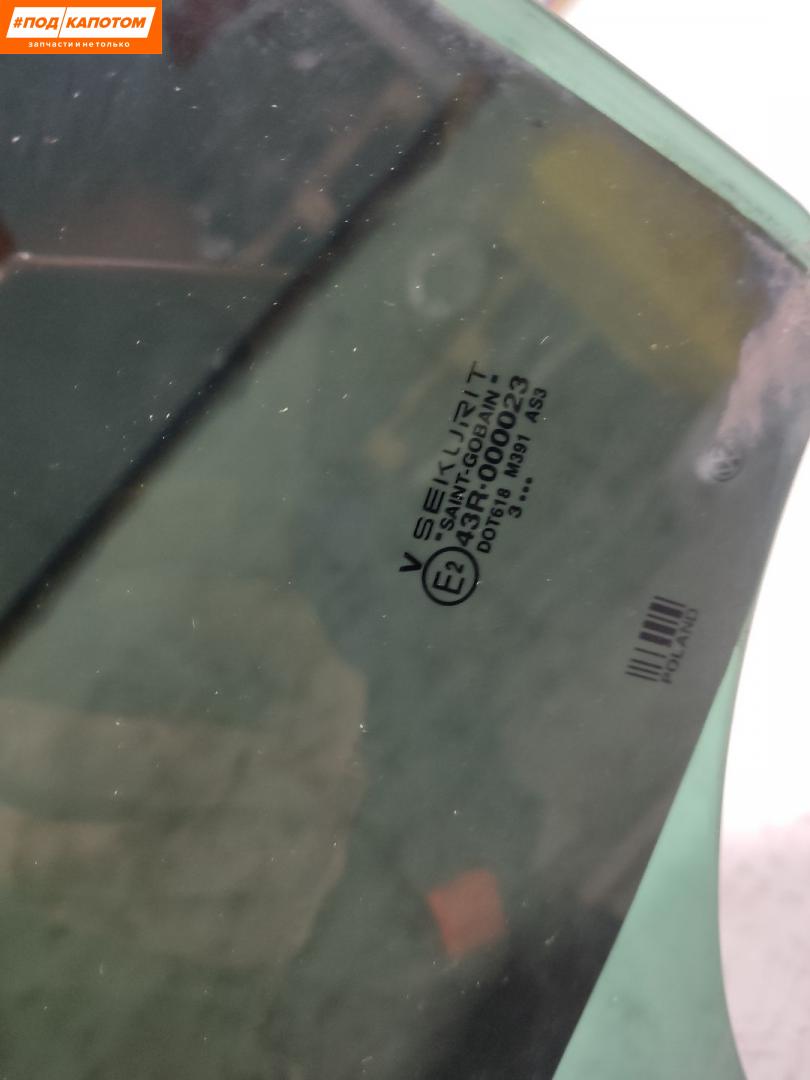 #ПОД КАПОТОМ
запчасти и не только
V SEKURIT
"SAINT-GOBAIN"
E2 43R-000023
DOT618 M391 AS3
3...
POLAND